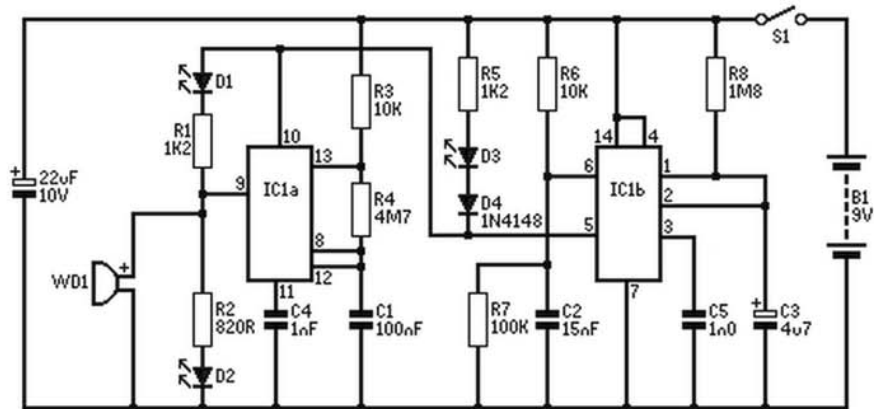 S1
D1
R1
1K2
R3
10K
R5
1K2
R6
10K
R8
1M8
10
14
4
13
9
IC1a
R4
4M7
D3
6
IC1b
1
2
B1
9V
22uF
10V
D4
1N4148
5
3
8
12
WD1
11
7
R2
820R
C4
1nF
C1
100nF
R7
100K
C2
15nF
C5
1n0
C3
4u7
D2
+
+
+